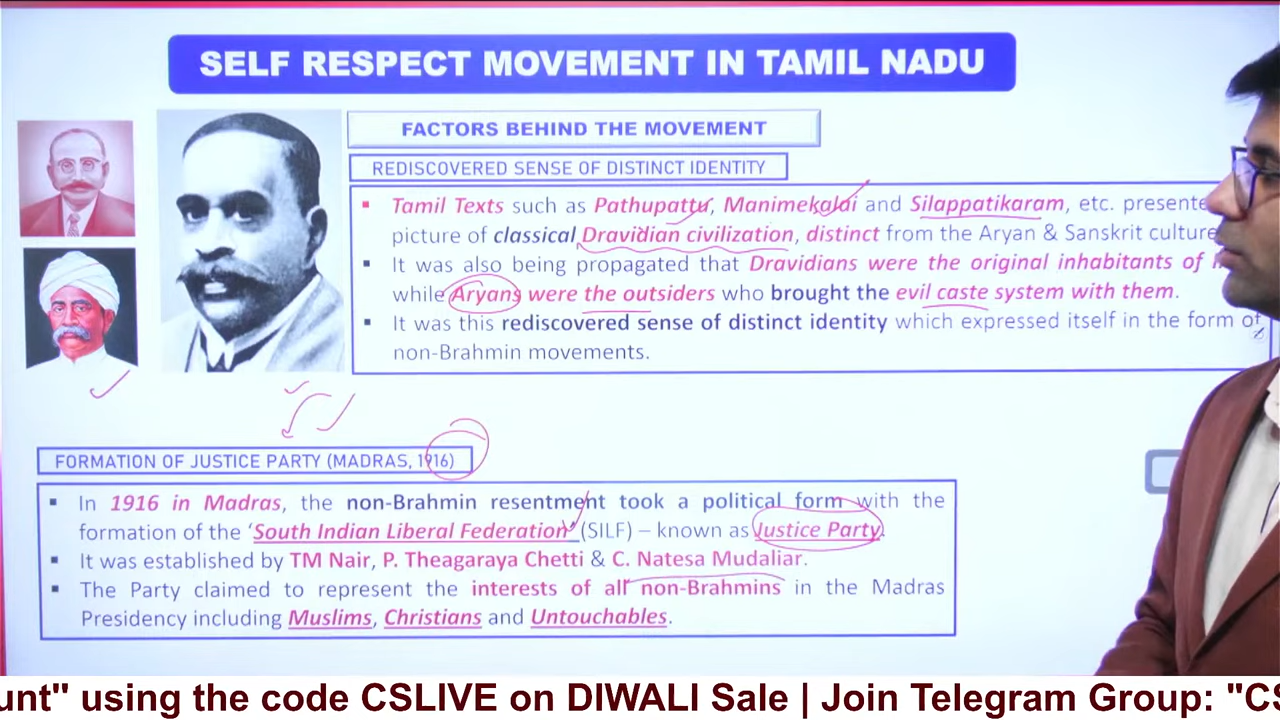 SELF RESPECT MOVEMENT IN TAMIL NADU
FACTORS BEHIND THE MOVEMENT
REDISCOVERED SENSE OF DISTINCT IDENTITY
▪ Tamil Texts such as Pathupattu, Manimekalai and Silappatikaram, etc. presente
picture of classical Dravidian civilization, distinct from the Aryan & Sanskrit culture
▪ It was also being propagated that Dravidians were the original inhabitants of
while Aryans were the outsiders who brought the evil caste system with them.
▪ It was this rediscovered sense of distinct identity which expressed itself in the form of
non-Brahmin movements.
FORMATION OF JUSTICE PARTY (MADRAS, 1916)
▪ In 1916 in Madras, the non-Brahmin resentment took a political form with the
formation of the ‘South Indian Liberal Federation’ (SILF) – known as Justice Party.
▪ It was established by TM Nair, P. Theagaraya Chetti & C. Natesa Mudaliar.
▪ The Party claimed to represent the interests of all non-Brahmins in the Madras
Presidency including Muslims, Christians and Untouchables.
unt" using the code CSLIVE on DIWALI Sale | Join Telegram Group: "CS